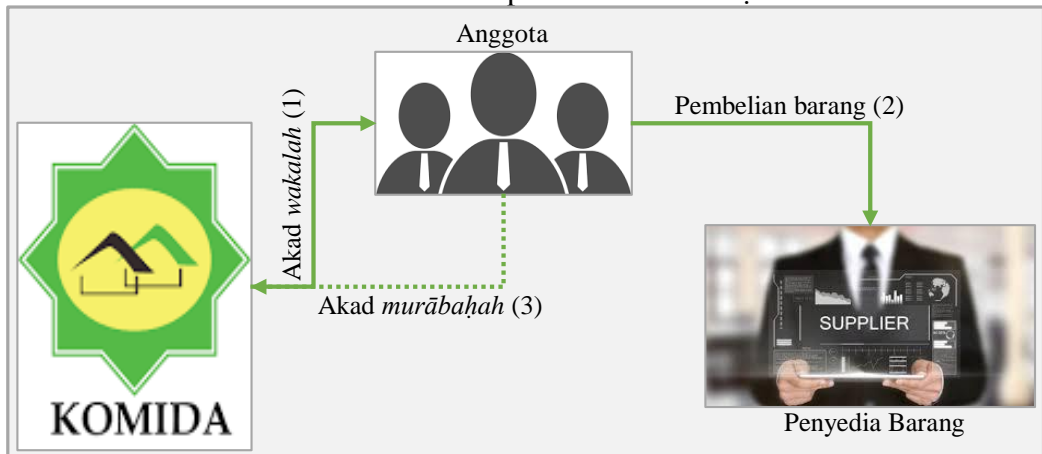 Anggota
Akad wakalah (1)
Pembelian barang (2)
Akad murābaḥah (3)
KOMIDA
SUPPLIER
Penyedia Barang